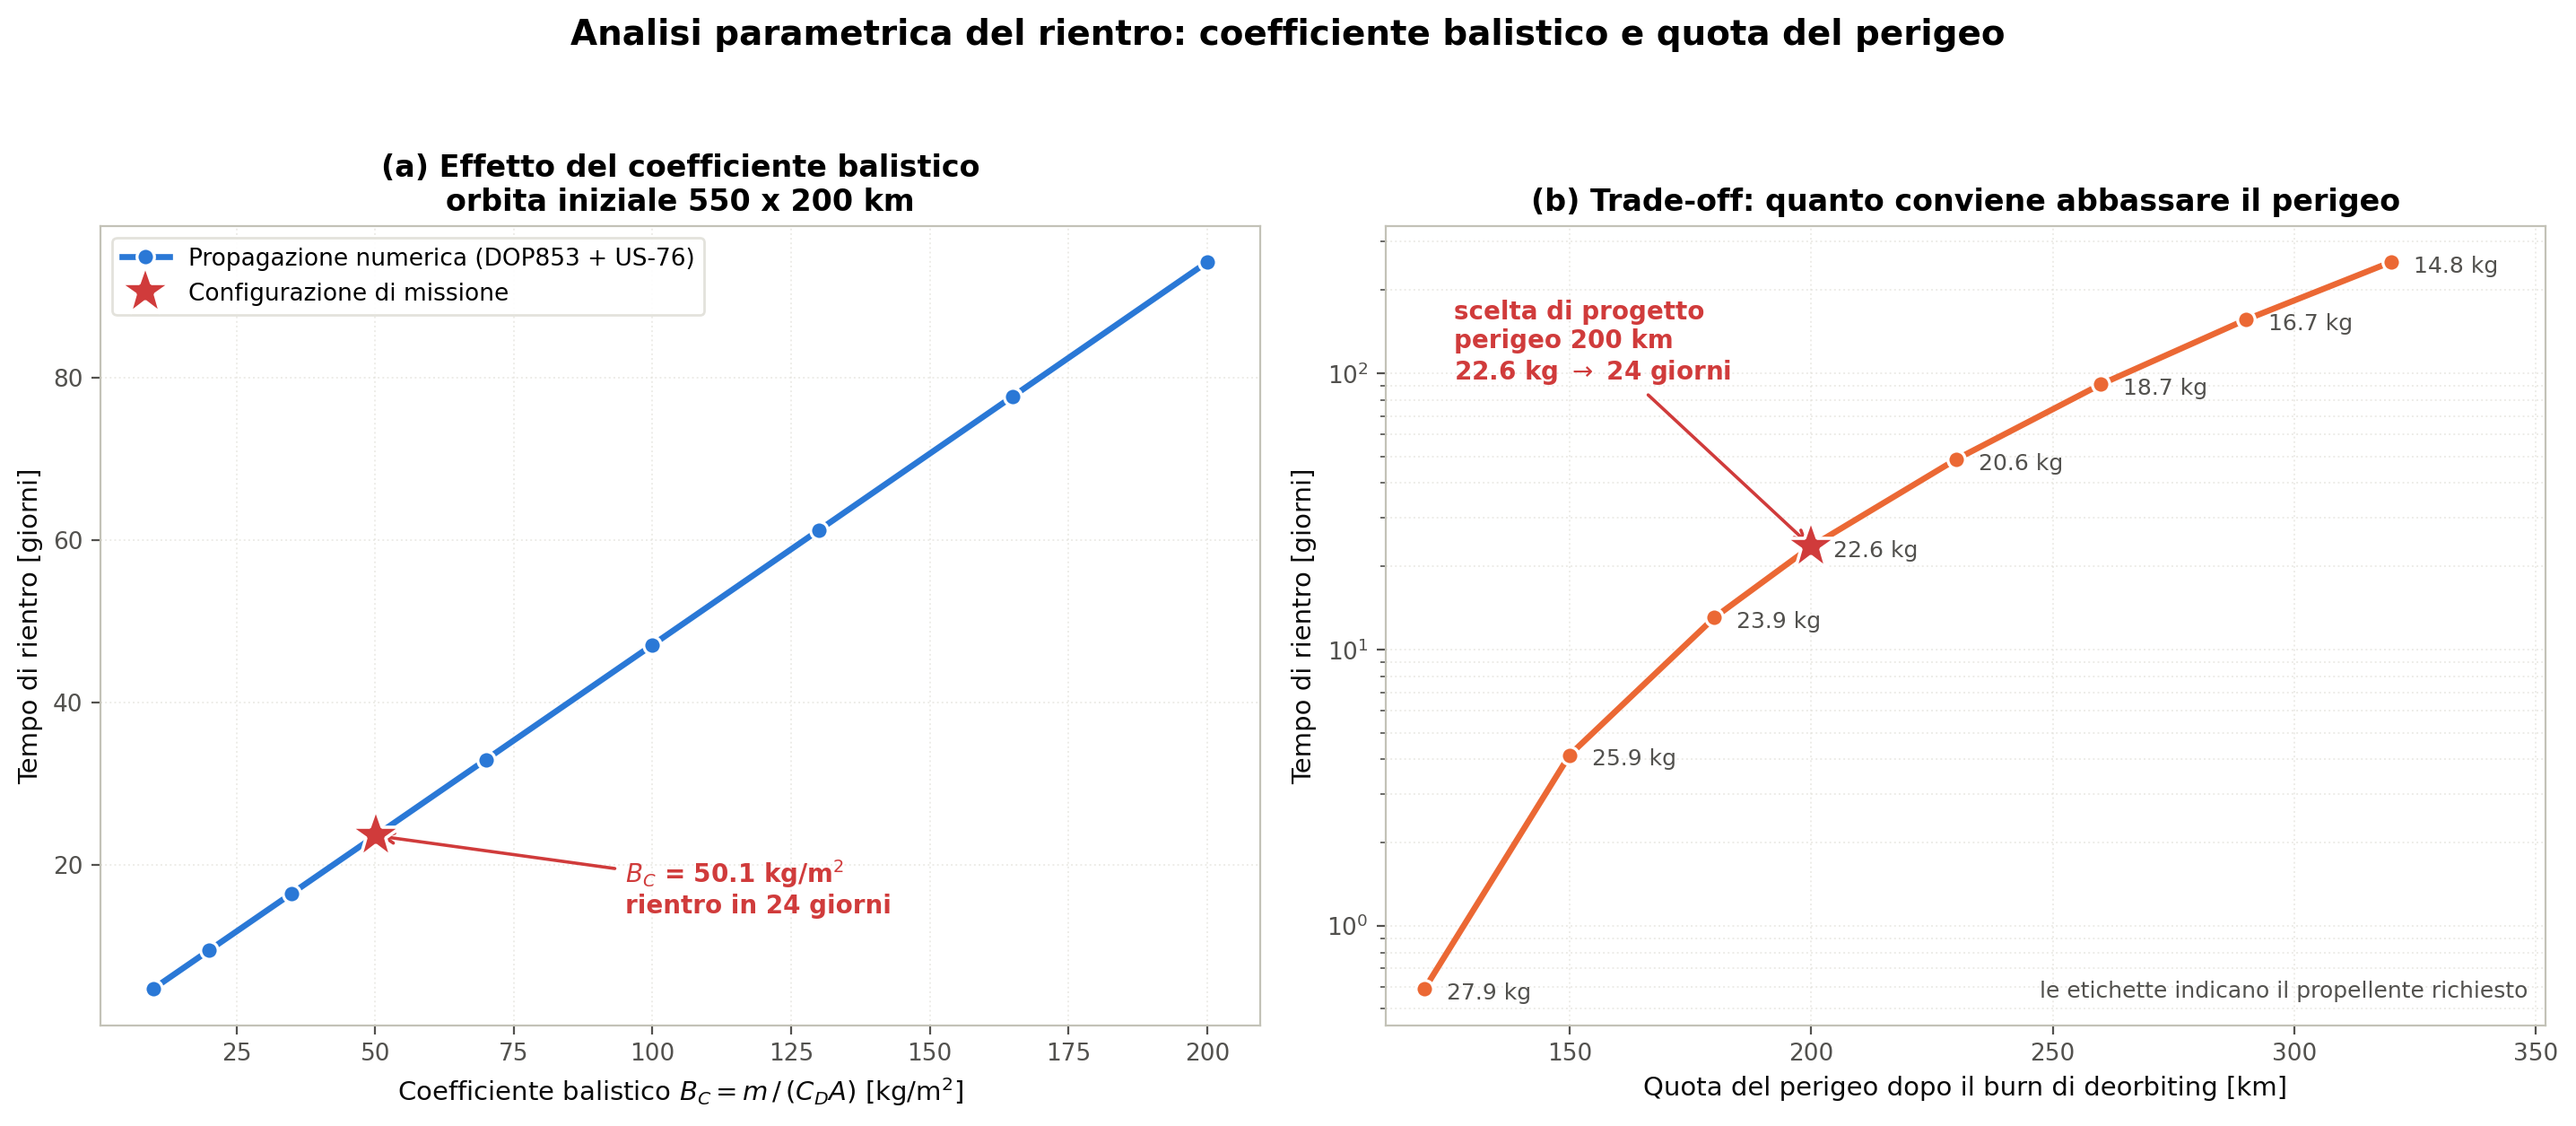 Analisi parametrica del rientro: coefficiente balistico e quota del perigeo
(a) Effetto del coefficiente balistico
orbita iniziale 550 x 200 km
Propagazione numerica (DOP853 + US-76)
Configurazione di missione
80
60
40
20
Tempo di rientro [giorni]
B_C = 50.1 kg/m²
rientro in 24 giorni
25 50 75 100 125 150 175 200
Coefficiente balistico B_C = m / (C_D A) [kg/m²]
(b) Trade-off: quanto conviene abbassare il perigeo
scelta di progetto
perigeo 200 km
22.6 kg → 24 giorni
10²
10¹
10⁰
Tempo di rientro [giorni]
14.8 kg
16.7 kg
18.7 kg
20.6 kg
22.6 kg
23.9 kg
25.9 kg
27.9 kg
le etichette indicano il propellente richiesto
150 200 250 300 350
Quota del perigeo dopo il burn di deorbiting [km]